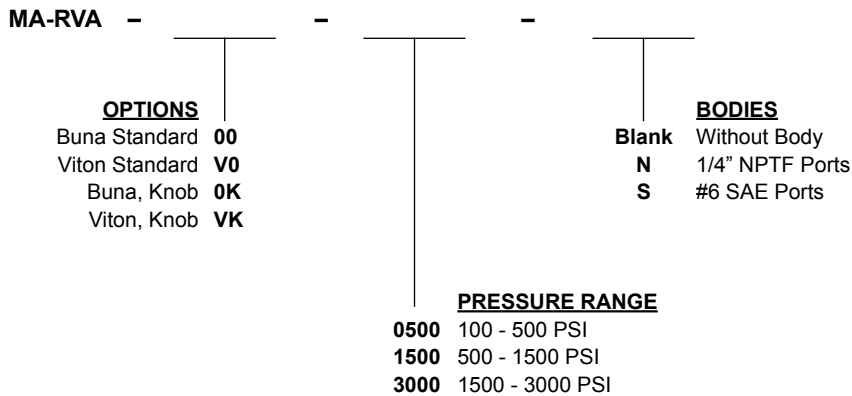 MA-RVA – – –
OPTIONS
Buna Standard 00
Viton Standard V0
Buna, Knob 0K
Viton, Knob VK
BODIES
Blank Without Body
N 1/4” NPTF Ports
S #6 SAE Ports
PRESSURE RANGE
0500 100 - 500 PSI
1500 500 - 1500 PSI
3000 1500 - 3000 PSI